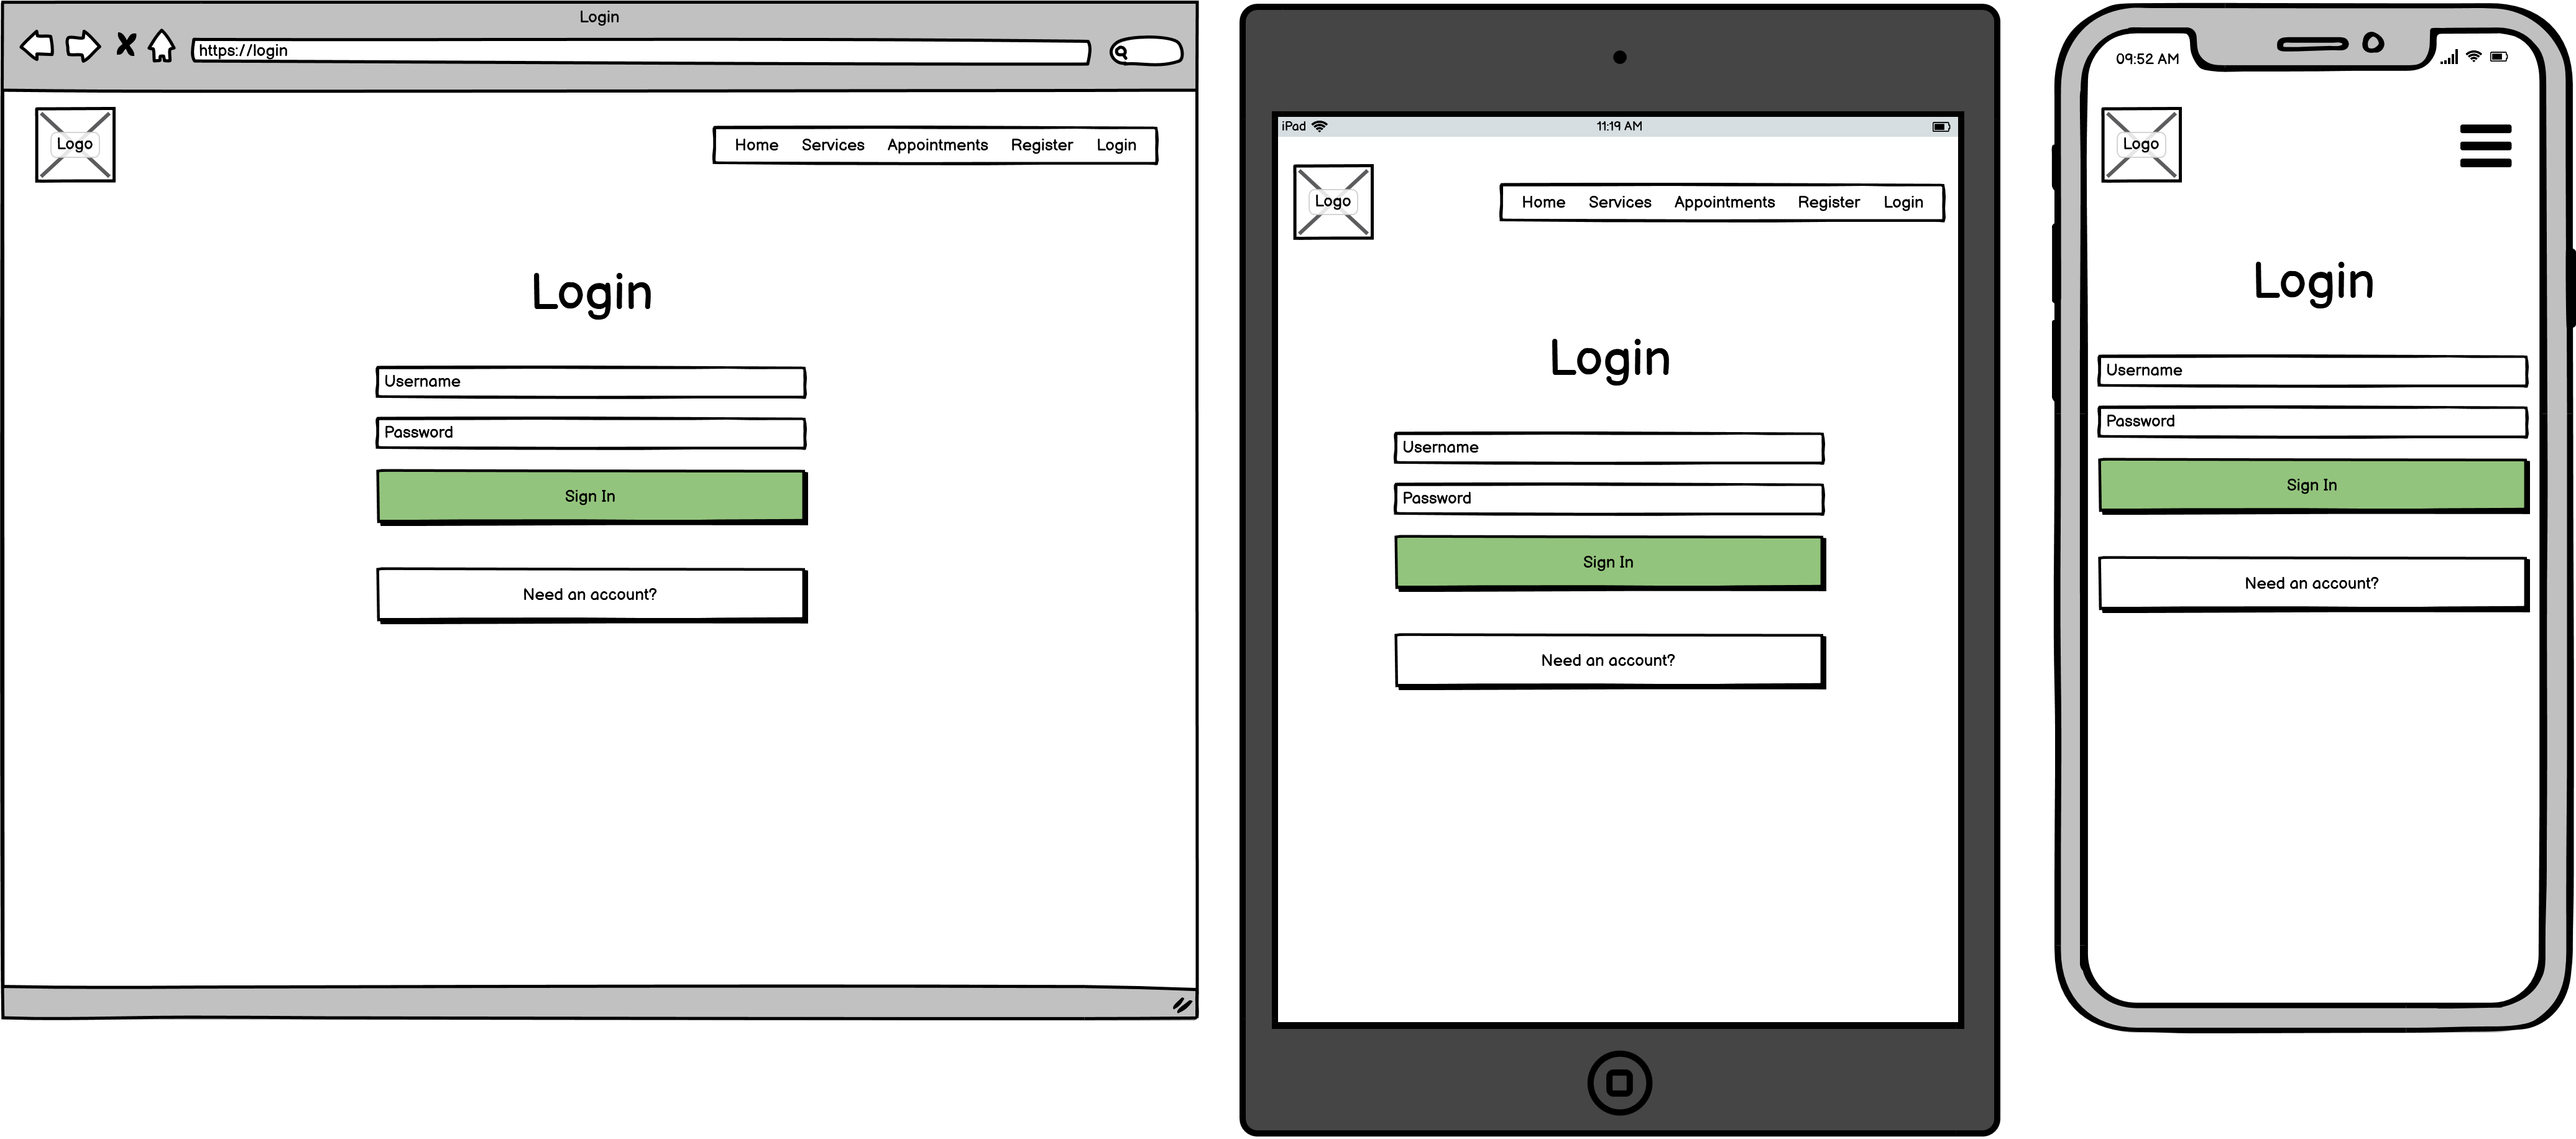 Login
https://login
Logo
Home Services Appointments Register Login
Login
Username
Password
Sign In
Need an account?
iPad 11:19 AM
Logo
Home Services Appointments Register Login
Login
Username
Password
Sign In
Need an account?
09:52 AM
Logo
Login
Username
Password
Sign In
Need an account?